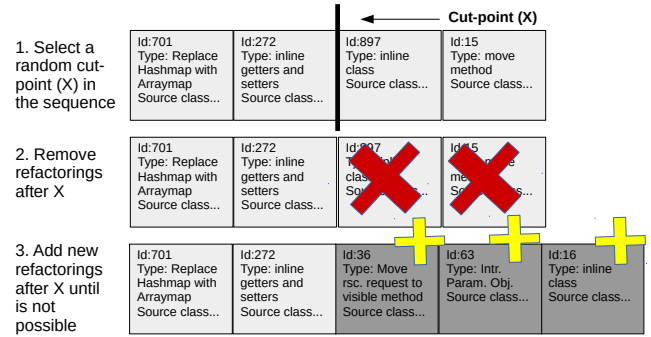 Cut-point (X)
1. Select a
random cut-
point (X) in
the sequence
Id:701
Type: Replace
Hashmap with
Arraymap
Source class...
Id:272
Type: inline
getters and
setters
Source class...
Id:897
Type: inline
class
Source class...
Id:15
Type: move
method
Source class...
2. Remove
refactorings
after X
Id:701
Type: Replace
Hashmap with
Arraymap
Source class...
Id:272
Type: inline
getters and
setters
Source class...
3. Add new
refactorings
after X until
is not
possible
Id:701
Type: Replace
Hashmap with
Arraymap
Source class...
Id:272
Type: inline
getters and
setters
Source class...
Id:36
Type: Move
rsc. request to
visible method
Source class...
Id:63
Type: Intr.
Param. Obj.
Source class...
Id:16
Type: inline
class
Source class...